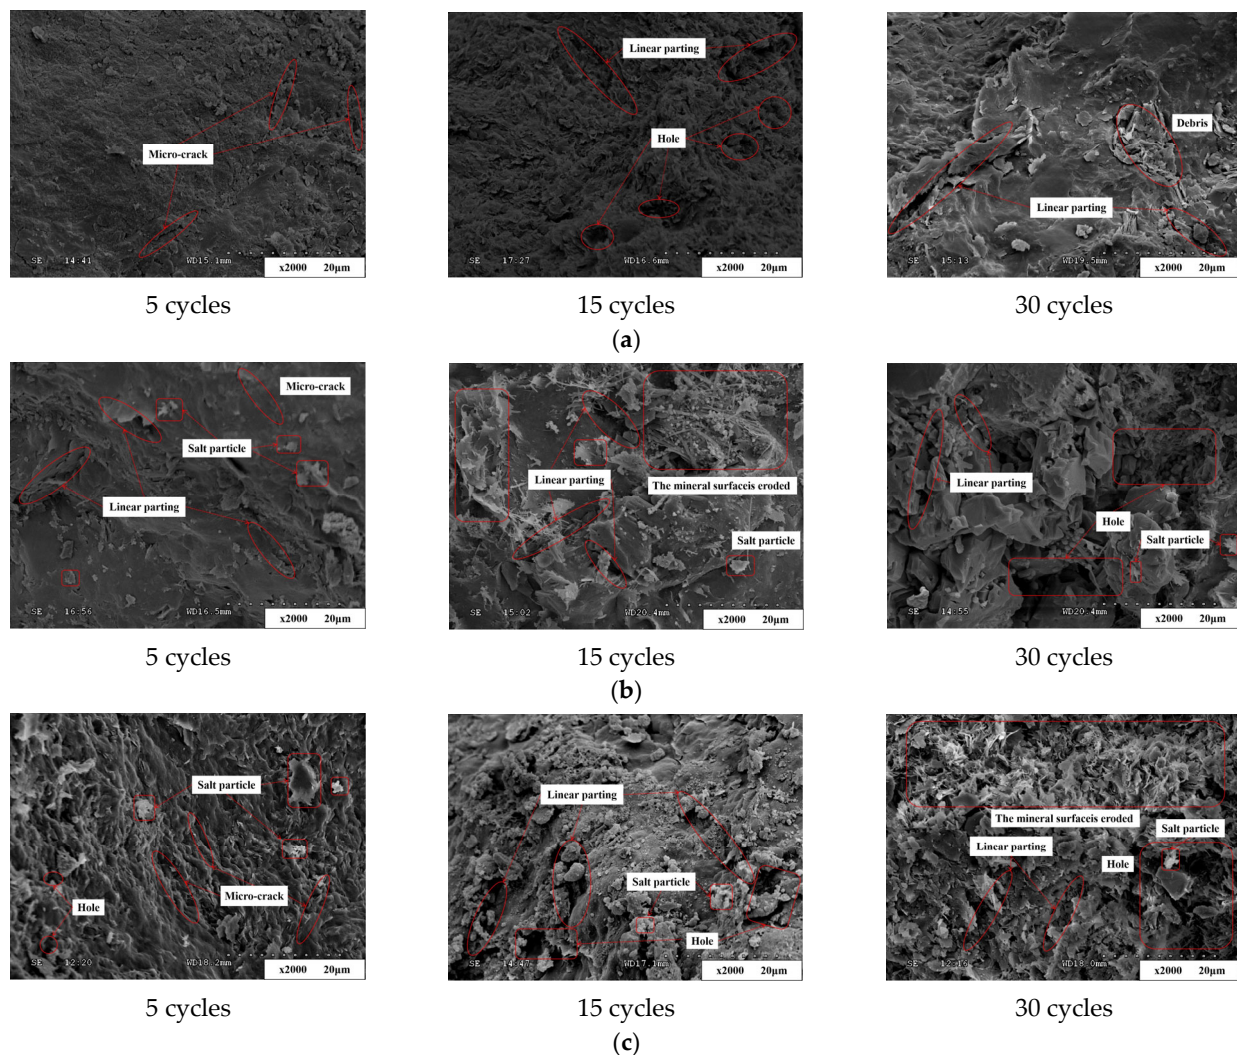 Micro-crack
SE 14:41 WD15.1mm x2000 20μm
Linear parting
Hole
SE 17:27 WD16.6mm x2000 20μm
Debris
Linear parting
SE 15:13 WD19.5mm x2000 20μm
5 cycles 15 cycles 30 cycles
(a)
Micro-crack
Salt particle
Linear parting
SE 16:56 WD16.5mm x2000 20μm
Linear parting
The mineral surfaceis eroded
Salt particle
SE 15:02 WD20.4mm x2000 20μm
Linear parting
Hole
Salt particle
SE 14:55 WD20.4mm x2000 20μm
5 cycles 15 cycles 30 cycles
(b)
Salt particle
Micro-crack
Hole
SE 12:20 WD18.2mm x2000 20μm
Linear parting
Salt particle
Hole
SE 14:47 WD17.1mm x2000 20μm
The mineral surfaceis eroded
Salt particle
Linear parting
Hole
SE 12:16 WD18.0mm x2000 20μm
5 cycles 15 cycles 30 cycles
(c)